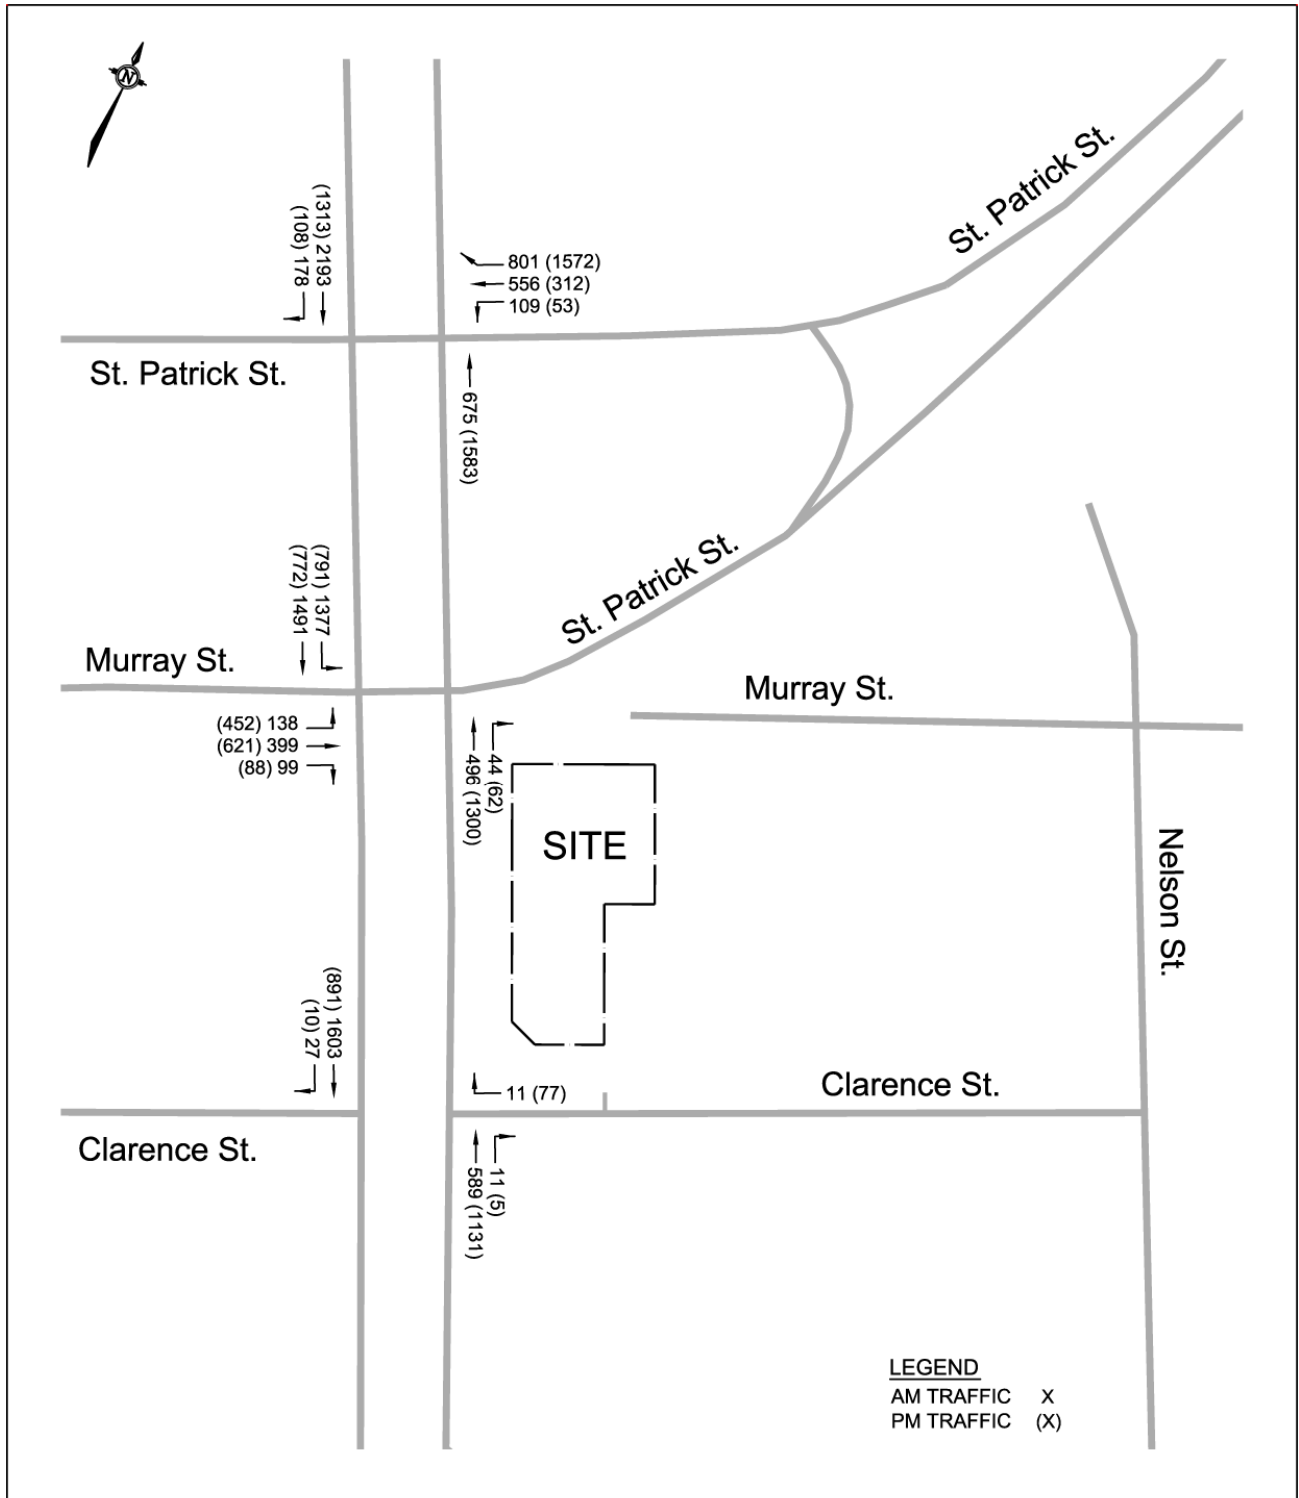 N
St. Patrick St.
(1313) 2193
(108) 178
801 (1572)
556 (312)
109 (53)
St. Patrick St.
675 (1583)
St. Patrick St.
(791) 1377
(772) 1491
Murray St.
Murray St.
(452) 138
(621) 399
(88) 99
44 (62)
496 (1300)
SITE
Nelson St.
(891) 1603
(10) 27
11 (77)
Clarence St.
Clarence St.
11 (5)
589 (1131)
LEGEND
AM TRAFFIC X
PM TRAFFIC (X)